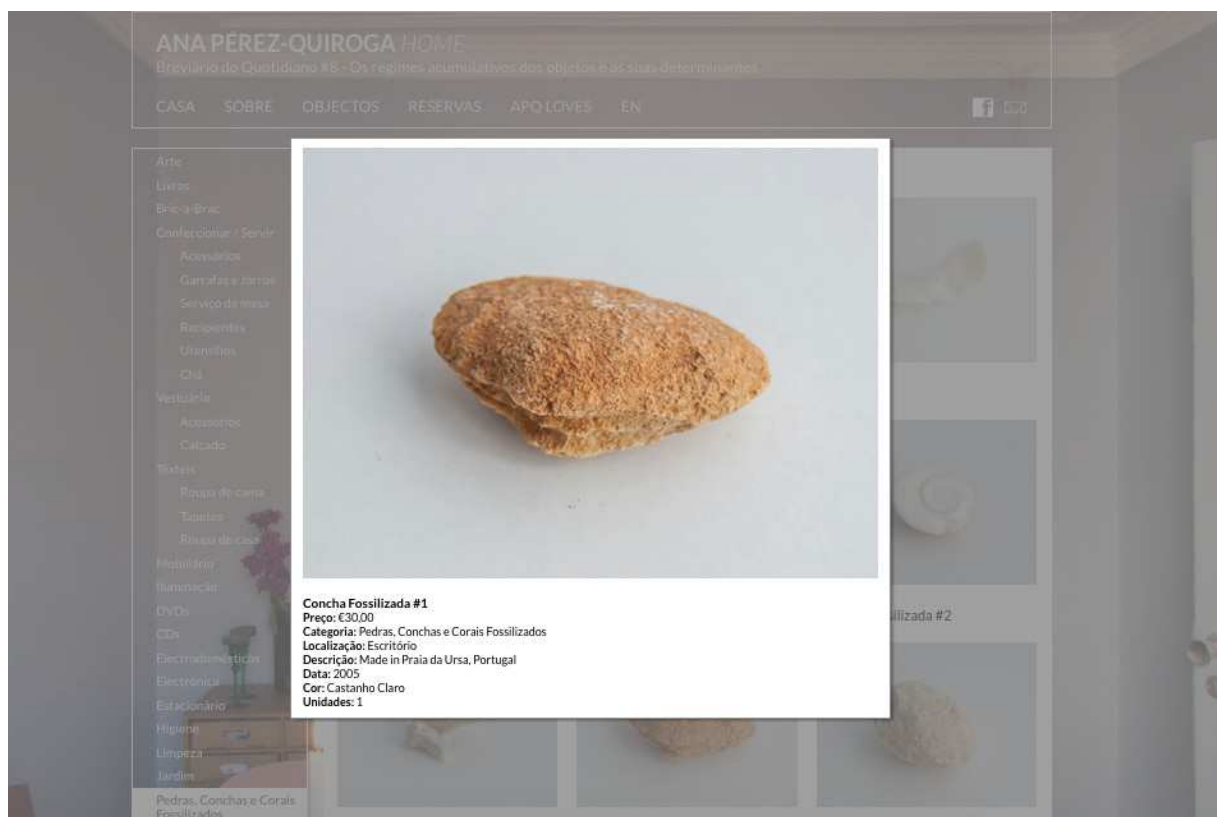 ANA PÉREZ-QUIROGA HOME
Breviário do Quotidiano #8 - Os regimes acumulativos dos objetos e as suas determinantes
CASA SOBRE OBJECTOS RESERVAS APQ LOVES EN
Arte
Livros
Bric-a-Brac
Confeccionar / Servir
Acessórios
Garrafas e Jarros
Serviço de mesa
Recipientes
Utensílios
Chá
Vestuário
Acessórios
Calçado
Têxteis
Roupa de cama
Tapetes
Roupa de casa
Mobiliário
Iluminação
DVDs
CDs
Electrodomésticos
Electrónica
Estacionário
Higiene
Limpeza
Jardim
Pedras, Conchas e Corais
Fossilizados
Concha Fossilizada #1
Preço: €30,00
Categoria: Pedras, Conchas e Corais Fossilizados
Localização: Escritório
Descrição: Made in Praia da Ursa, Portugal
Data: 2005
Cor: Castanho Claro
Unidades: 1
ilizada #2